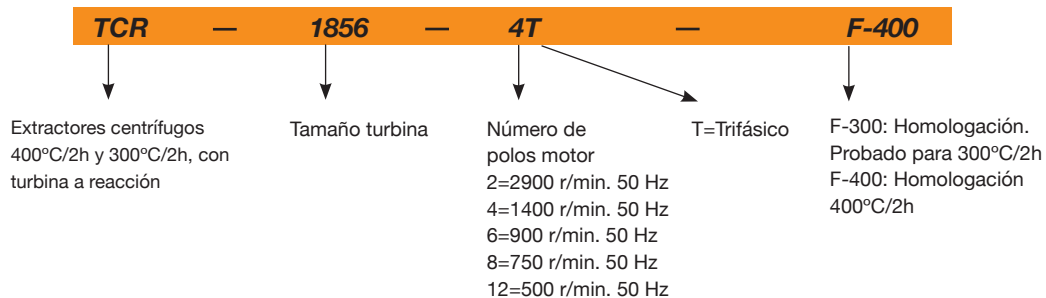 TCR — 1856 — 4T — F-400
Extractores centrífugos
400ºC/2h y 300ºC/2h, con
turbina a reacción
Tamaño turbina
Número de
polos motor
2=2900 r/min. 50 Hz
4=1400 r/min. 50 Hz
6=900 r/min. 50 Hz
8=750 r/min. 50 Hz
12=500 r/min. 50 Hz
T=Trifásico
F-300: Homologación.
Probado para 300ºC/2h
F-400: Homologación
400ºC/2h